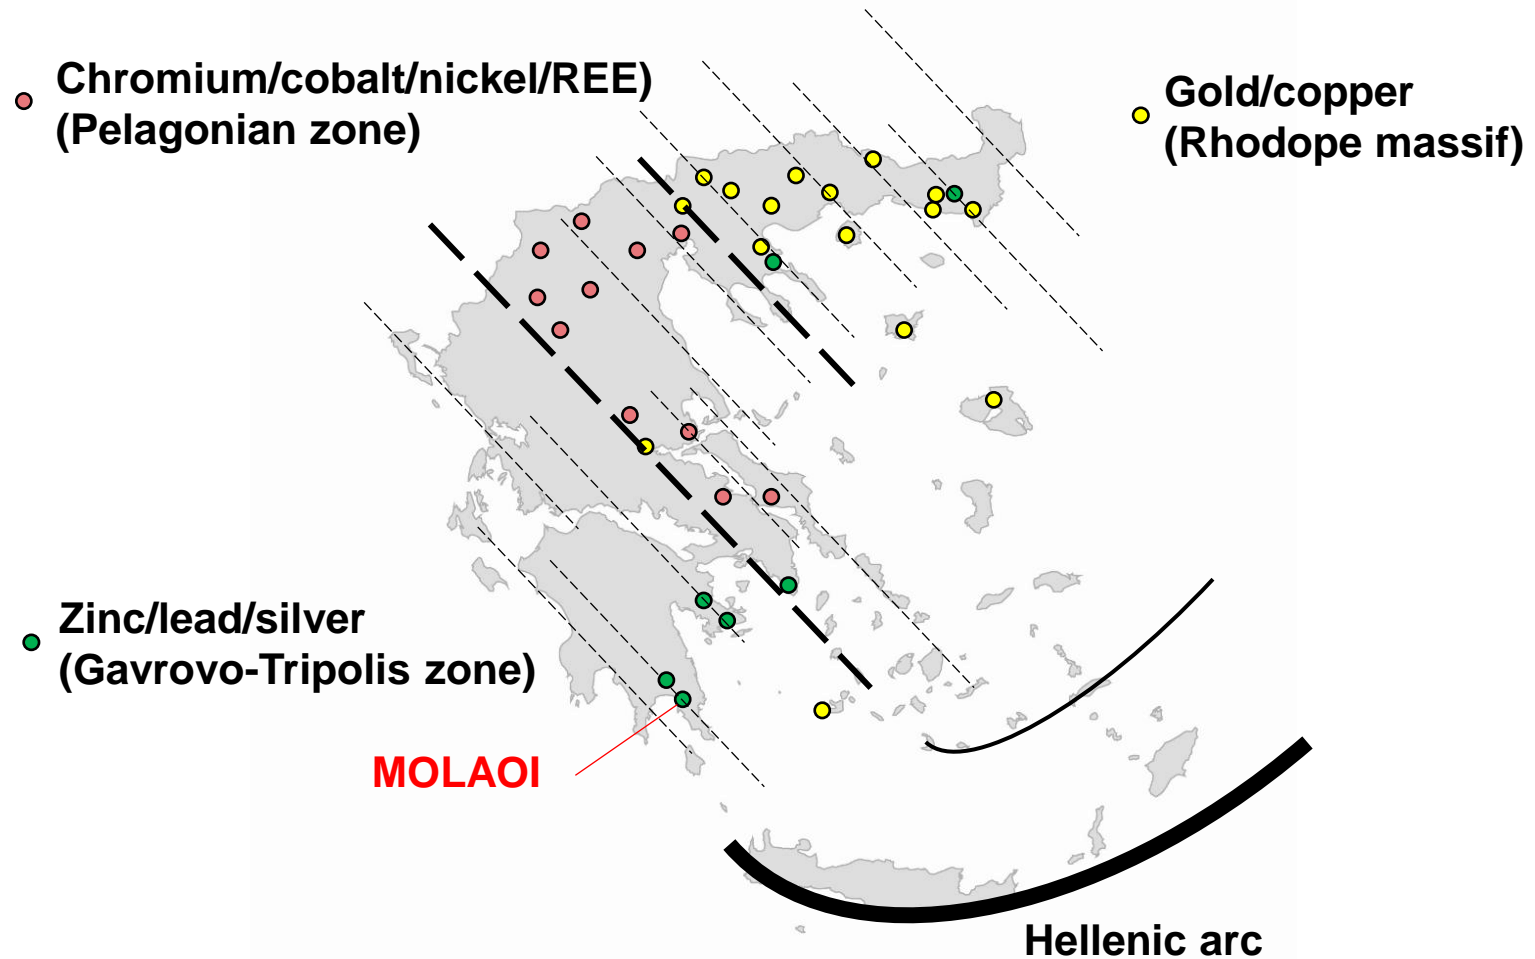 Chromium/cobalt/nickel/REE)
(Pelagonian zone)
Gold/copper
(Rhodope massif)
Zinc/lead/silver
(Gavrovo-Tripolis zone)
MOLAOI
Hellenic arc